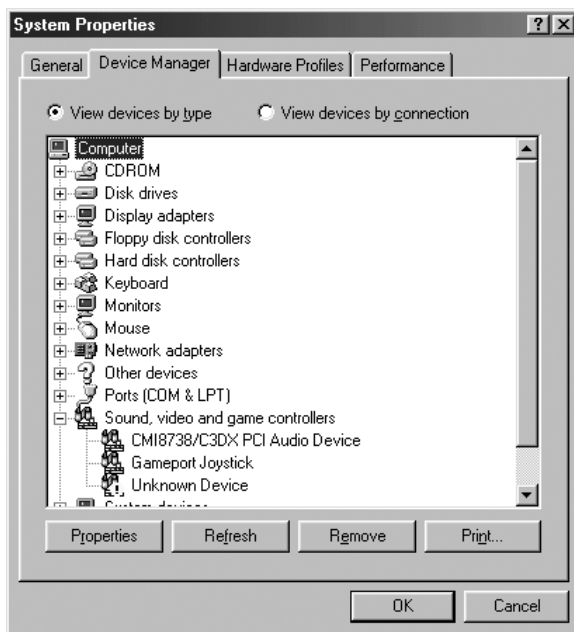 System Properties
General Device Manager Hardware Profiles Performance
View devices by type View devices by connection
Computer
CDROM
Disk drives
Display adapters
Floppy disk controllers
Hard disk controllers
Keyboard
Monitors
Mouse
Network adapters
Other devices
Ports (COM & LPT)
Sound, video and game controllers
CMI8738/C3DX PCI Audio Device
Gameport Joystick
Unknown Device
System devices
Properties Refresh Remove Print...
OK Cancel